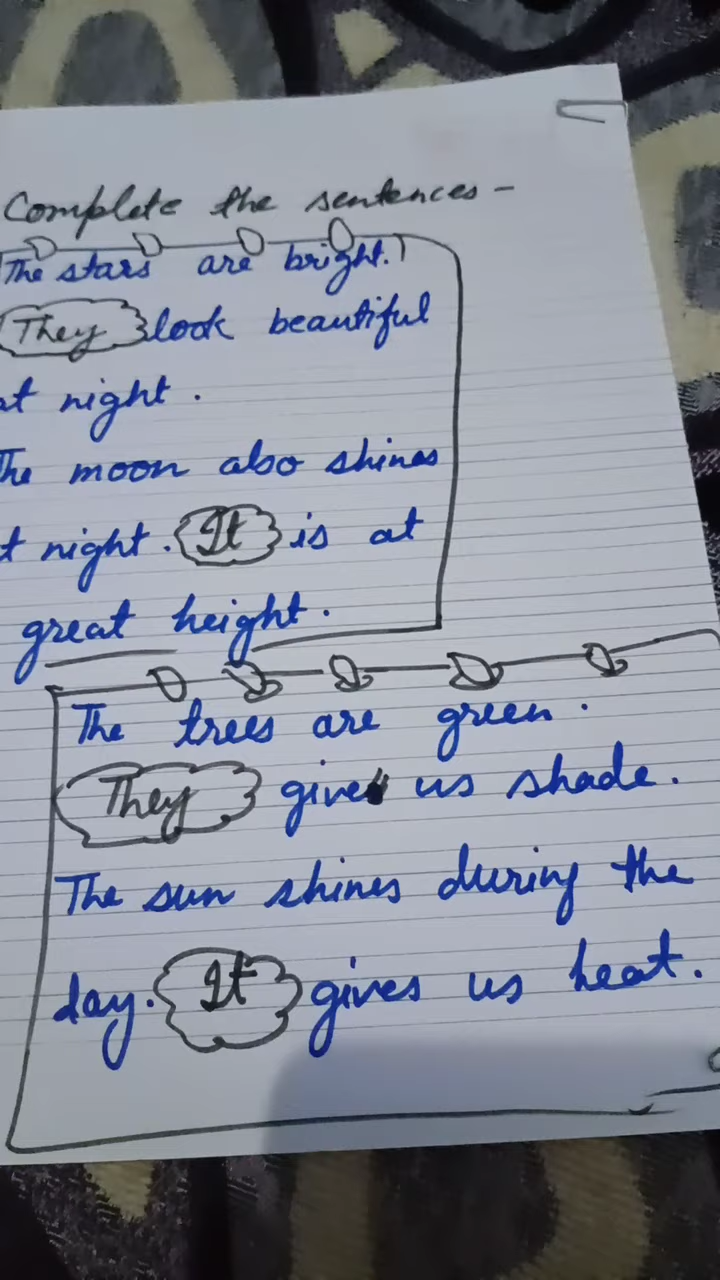 Complete the sentences -
The stars are bright.
They look beautiful
at night.
The moon also shines
at night. It is at
great height.
The trees are green.
They give us shade.
The sun shines during the
day. It gives us heat.